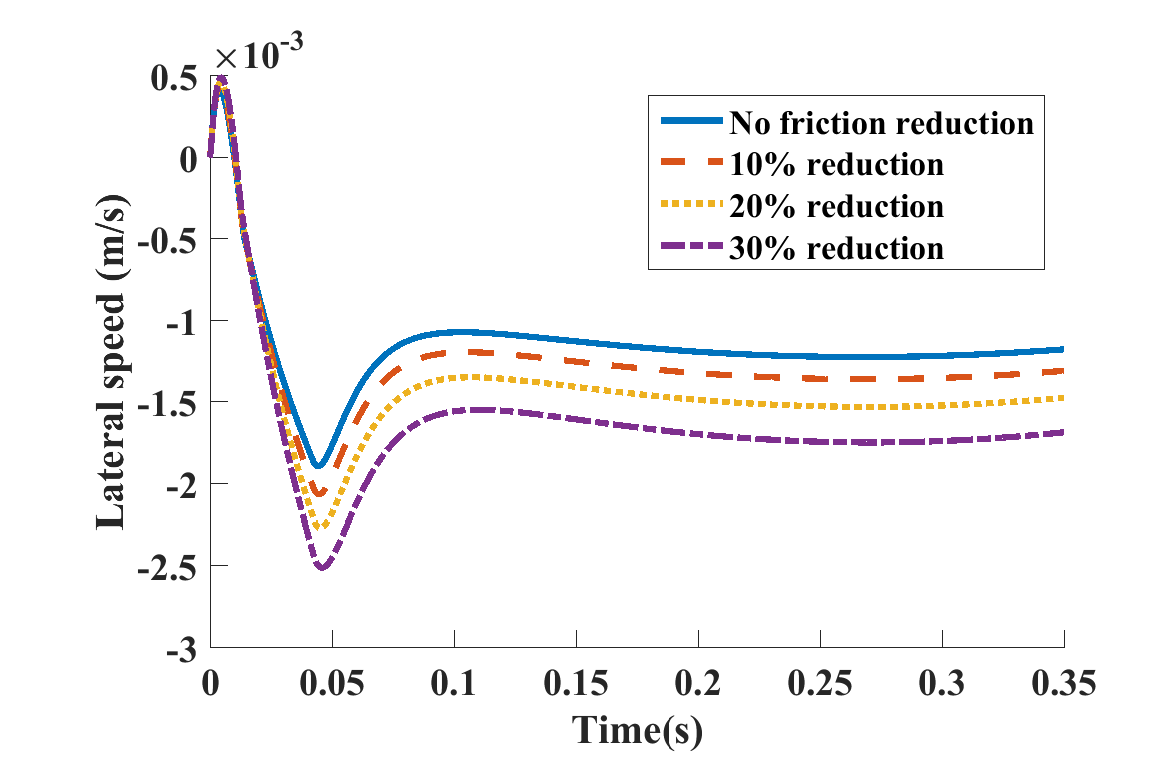 ×10-3
0.5
0
-0.5
-1
-1.5
-2
-2.5
-3
Lateral speed (m/s)
No friction reduction
10% reduction
20% reduction
30% reduction
0 0.05 0.1 0.15 0.2 0.25 0.3 0.35
Time(s)